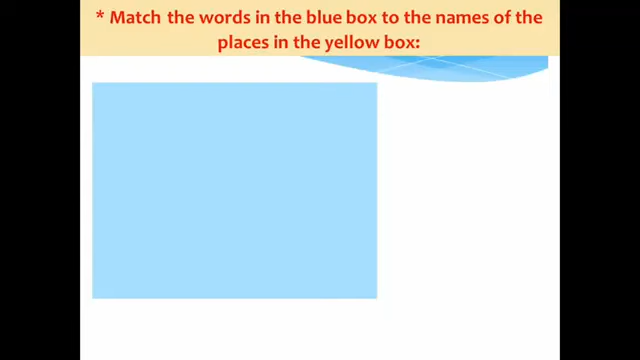 * Match the words in the blue box to the names of the
places in the yellow box: